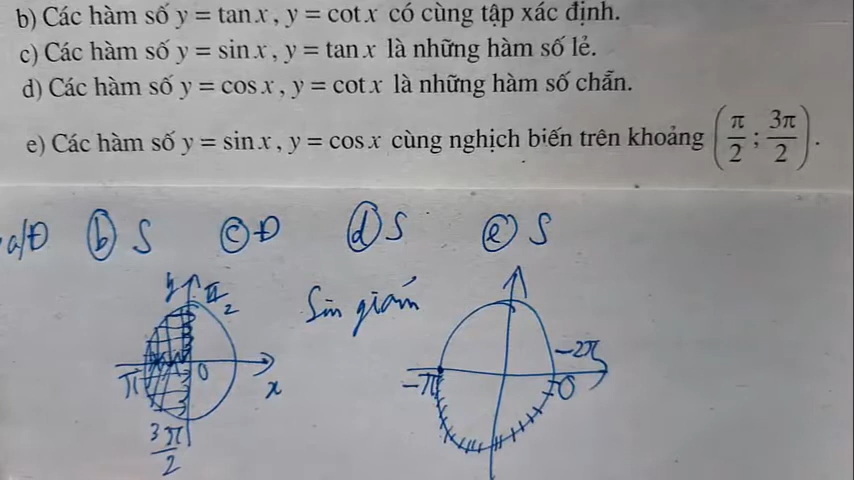 b) Các hàm số y = tan x, y = cot x có cùng tập xác định.
c) Các hàm số y = sin x, y = tan x là những hàm số lẻ.
d) Các hàm số y = cos x, y = cot x là những hàm số chẵn.
e) Các hàm số y = sin x, y = cos x cùng nghịch biến trên khoảng (π/2 ; 3π/2).
a/Đ b S c Đ d S e S
y π/2
Sin giảm
π 0 x
3π/2
-2π
-π 0